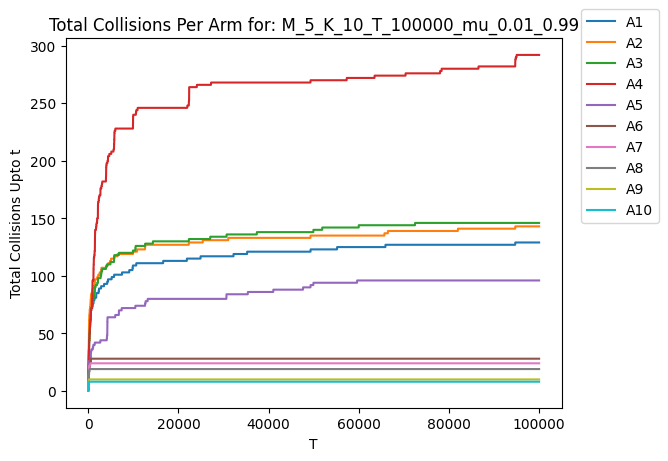 Total Collisions Per Arm for: M_5_K_10_T_100000_mu_0.01_0.99
A1
A2
A3
A4
A5
A6
A7
A8
A9
A10
300
250
200
150
100
50
0
Total Collisions Upto t
0 20000 40000 60000 80000 100000
T